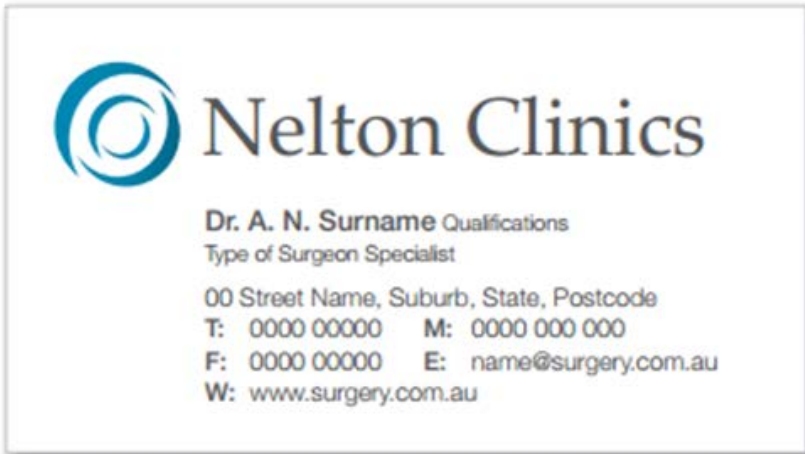 Nelton Clinics
Dr. A. N. Surname Qualifications
Type of Surgeon Specialist
00 Street Name, Suburb, State, Postcode
T: 0000 00000 M: 0000 000 000
F: 0000 00000 E: name@surgery.com.au
W: www.surgery.com.au